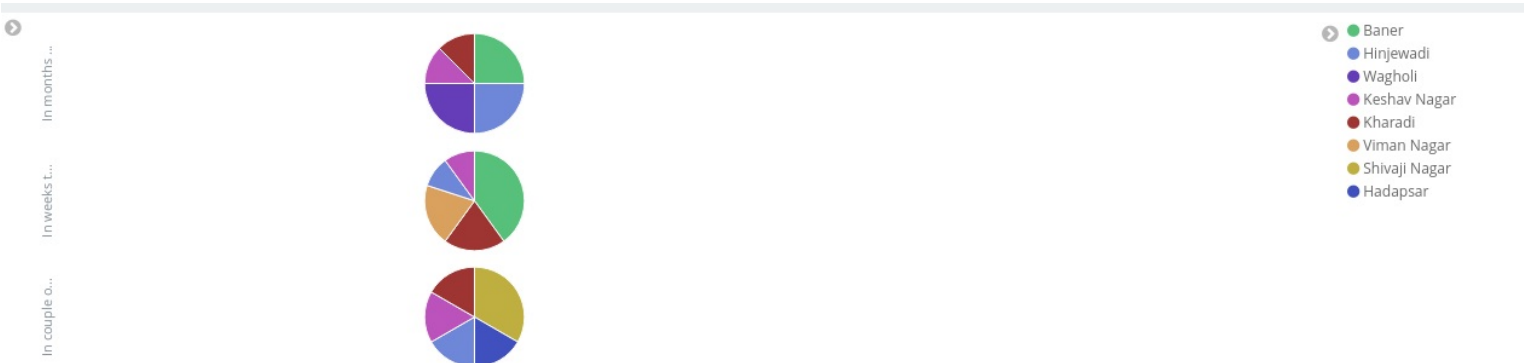 In months ...
In weeks t...
In couple o...
Baner
Hinjewadi
Wagholi
Keshav Nagar
Kharadi
Viman Nagar
Shivaji Nagar
Hadapsar